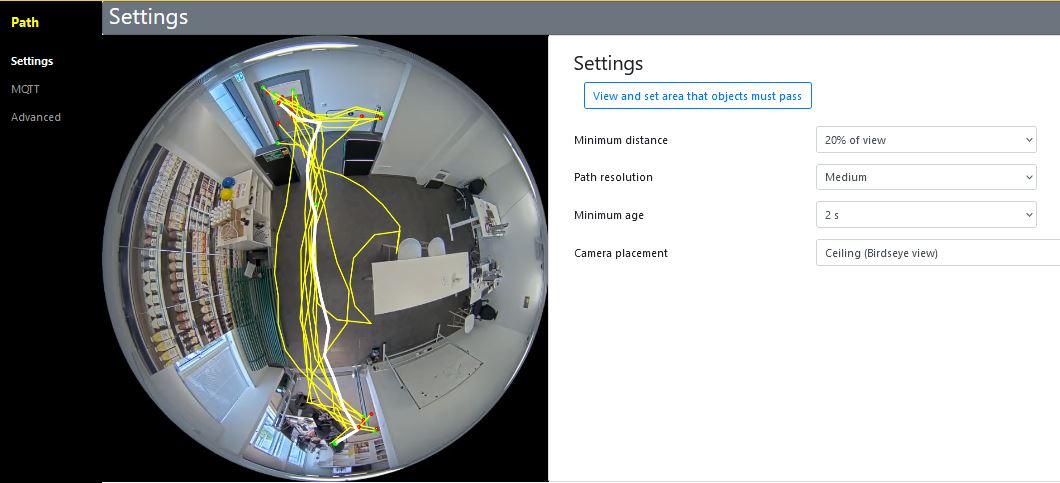 Path
Settings
MQTT
Advanced
Settings
Settings
View and set area that objects must pass
Minimum distance
20% of view
Path resolution
Medium
Minimum age
2 s
Camera placement
Ceiling (Birdseye view)